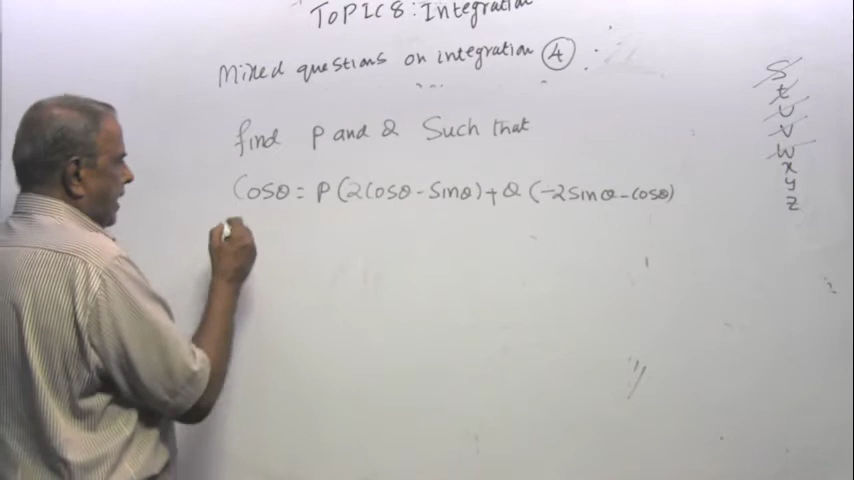 TOPIC 8: Integration
Mixed questions on integration 4
find P and Q Such that
Cosθ = P (2Cosθ - Sinθ) + Q (-2Sinθ - Cosθ)
S
t
U
V
W
x
y
z